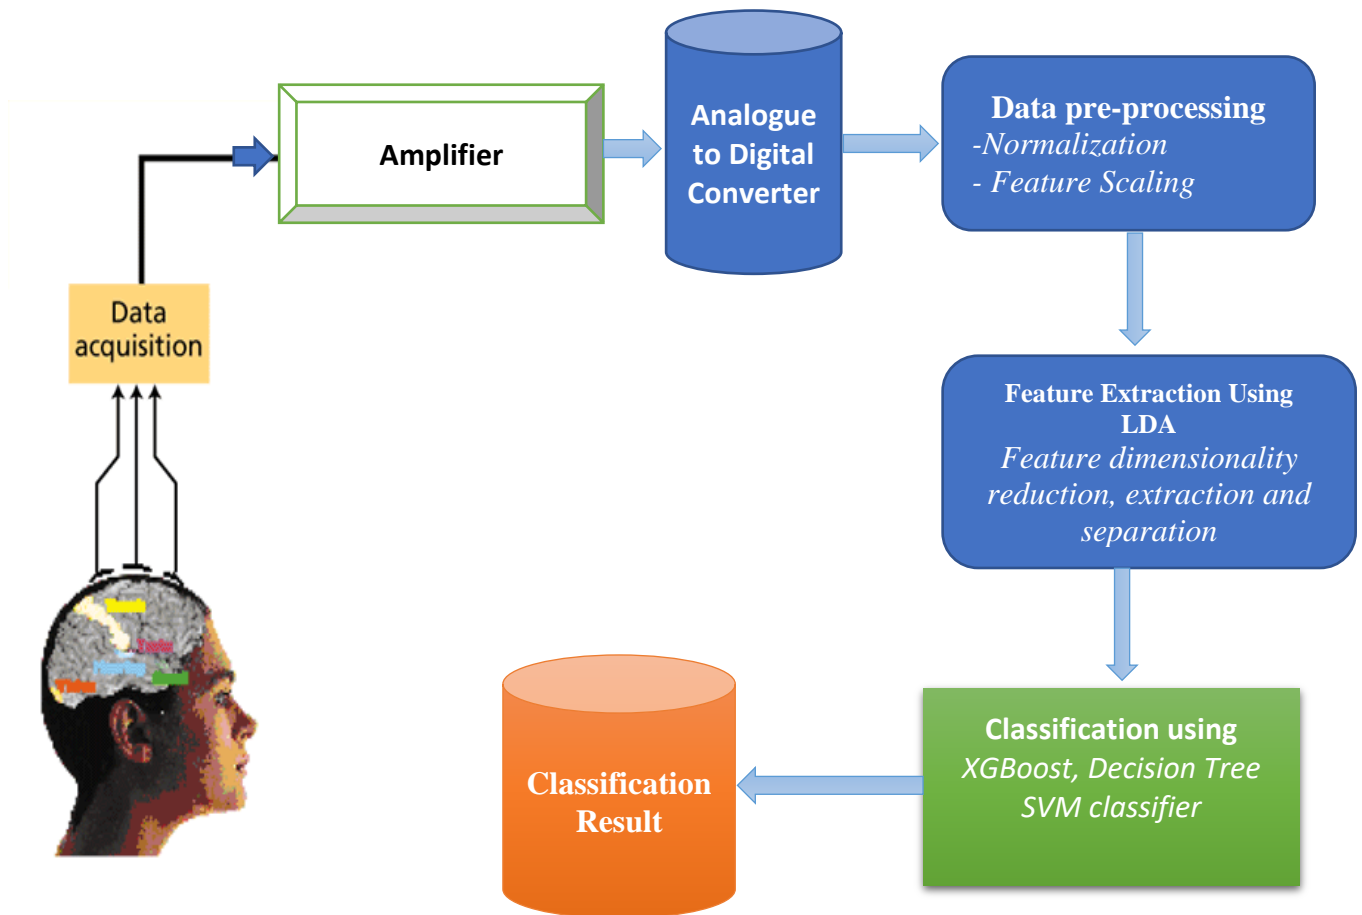 Amplifier
Analogue
to Digital
Converter
Data pre-processing
-Normalization
- Feature Scaling
Data
acquisition
Feature Extraction Using
LDA
Feature dimensionality
reduction, extraction and
separation
Classification using
XGBoost, Decision Tree
SVM classifier
Classification
Result